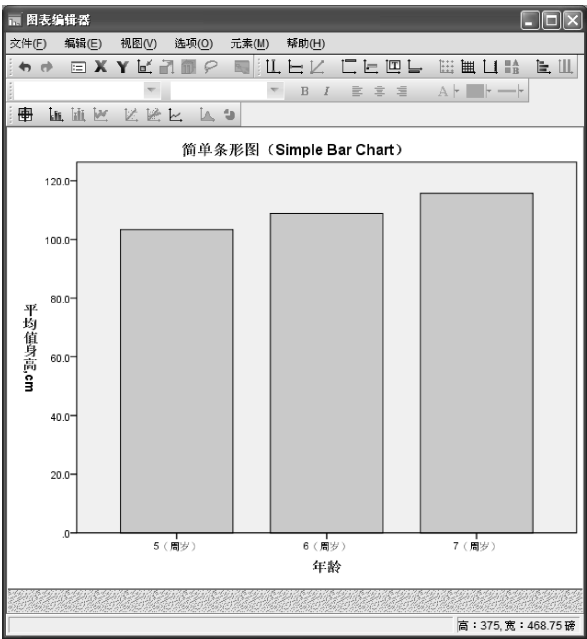 图表编辑器
文件(F) 编辑(E) 视图(V) 选项(O) 元素(M) 帮助(H)
B I A
简单条形图（Simple Bar Chart）
120.0
100.0
80.0
60.0
40.0
20.0
.0
平均值身高,cm
5（周岁） 6（周岁） 7（周岁）
年龄
高：375, 宽：468.75 磅